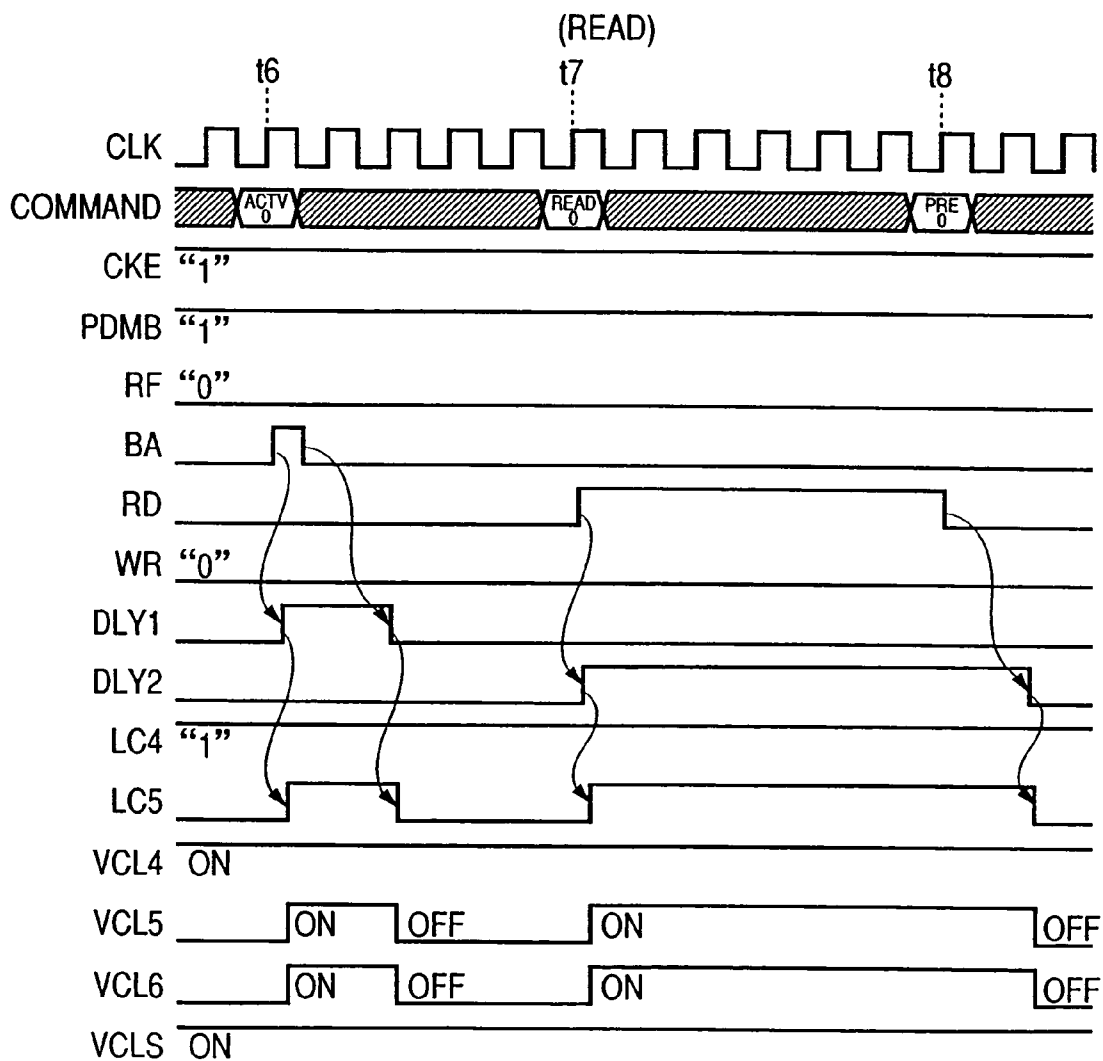 (READ)
t6 t7 t8
CLK
COMMAND ACTV 0 READ 0 PRE 0
CKE “1”
PDMB “1”
RF “0”
BA
RD
WR “0”
DLY1
DLY2
LC4 “1”
LC5
VCL4 ON
VCL5 ON OFF ON OFF
VCL6 ON OFF ON OFF
VCLS ON